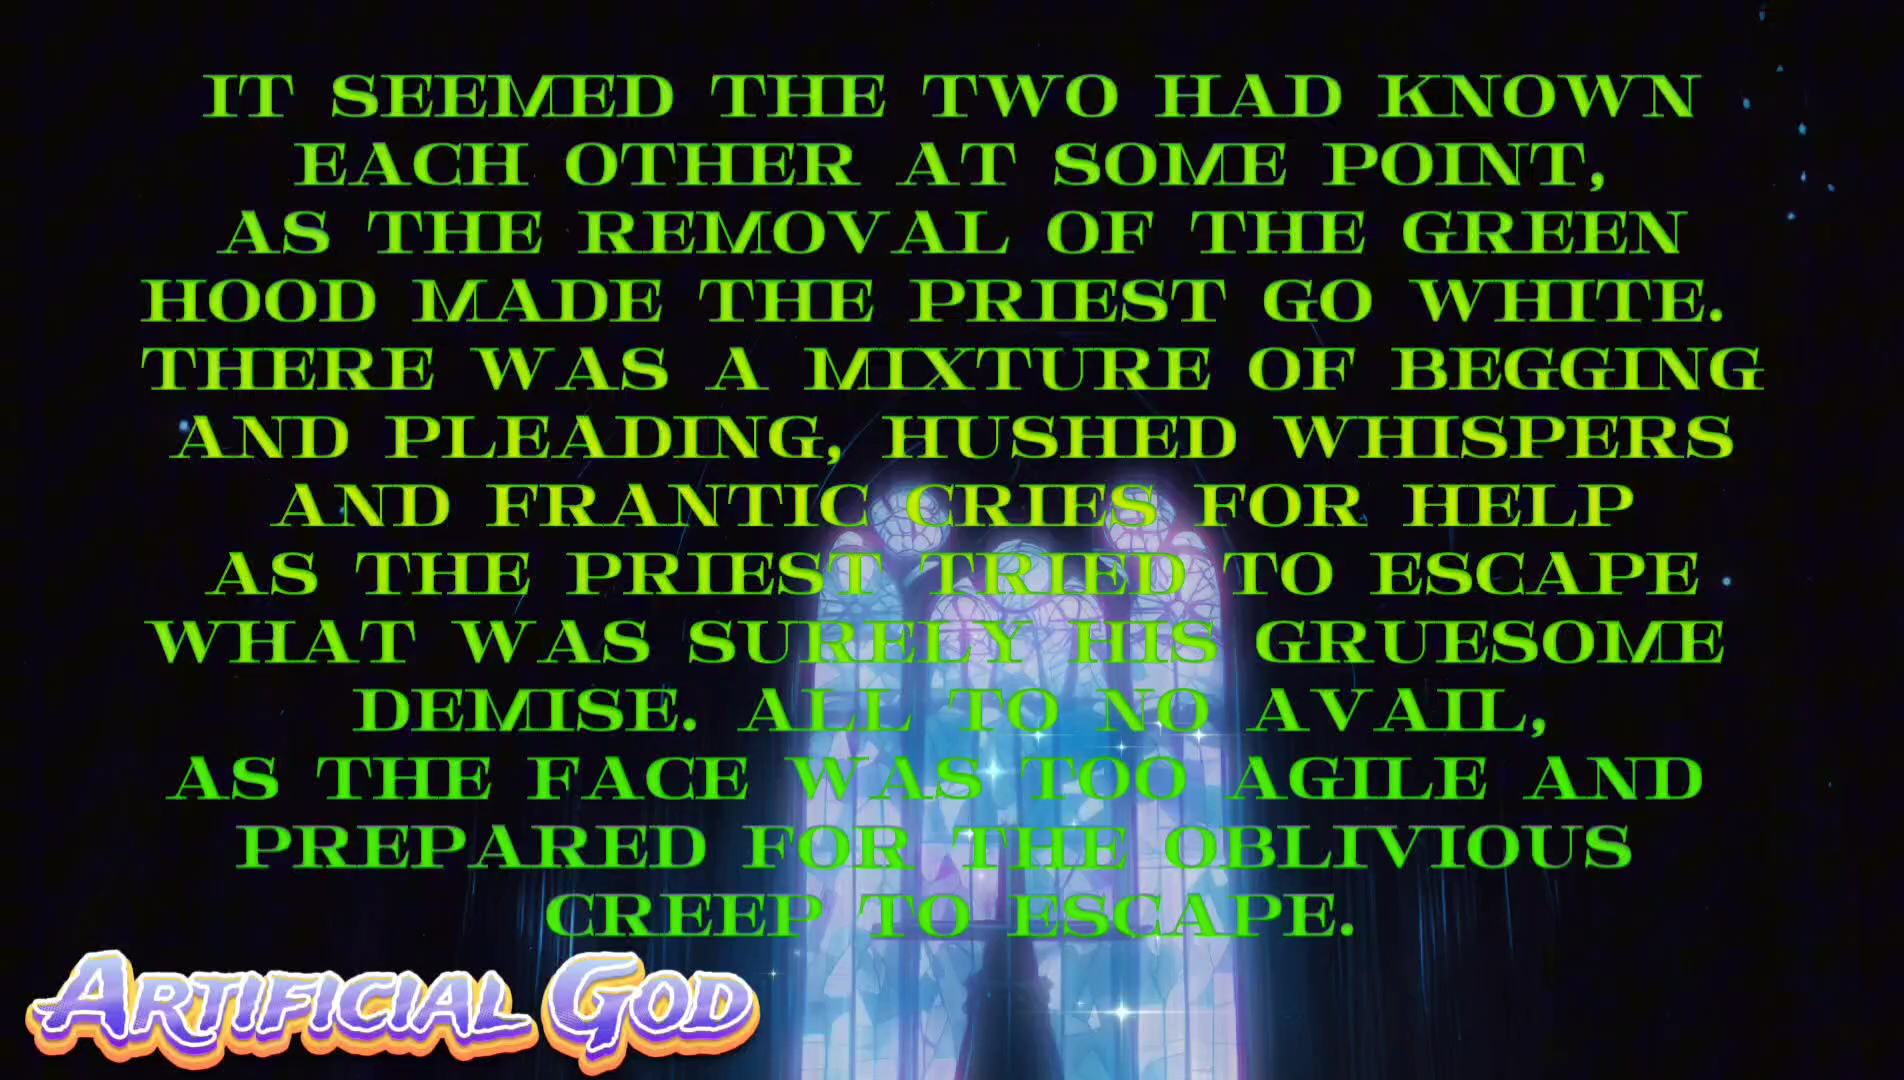 IT SEEMED THE TWO HAD KNOWN
EACH OTHER AT SOME POINT,
AS THE REMOVAL OF THE GREEN
HOOD MADE THE PRIEST GO WHITE.
THERE WAS A MIXTURE OF BEGGING
AND PLEADING, HUSHED WHISPERS
AND FRANTIC CRIES FOR HELP
AS THE PRIEST TRIED TO ESCAPE
WHAT WAS SURELY HIS GRUESOME
DEMISE. ALL TO NO AVAIL,
AS THE FACE WAS TOO AGILE AND
PREPARED FOR THE OBLIVIOUS
CREEP TO ESCAPE.
ARTIFICIAL GOD